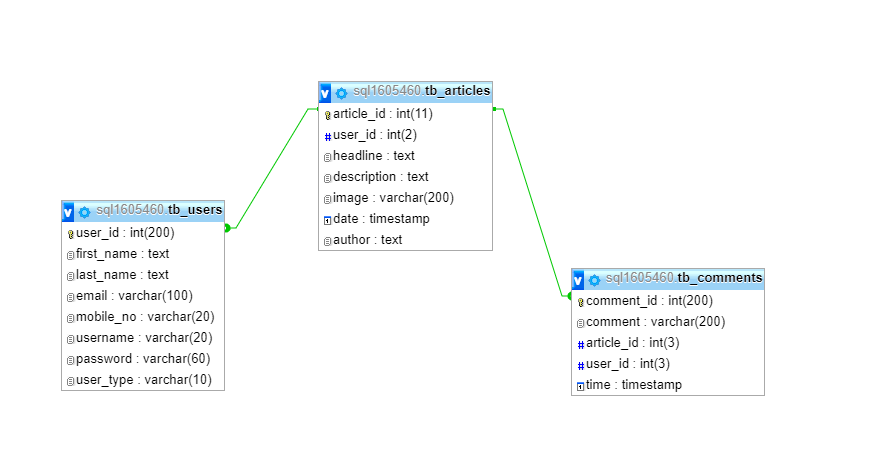 sql1605460.tb_articles
article_id : int(11)
user_id : int(2)
headline : text
description : text
image : varchar(200)
date : timestamp
author : text
sql1605460.tb_users
user_id : int(200)
first_name : text
last_name : text
email : varchar(100)
mobile_no : varchar(20)
username : varchar(20)
password : varchar(60)
user_type : varchar(10)
sql1605460.tb_comments
comment_id : int(200)
comment : varchar(200)
article_id : int(3)
user_id : int(3)
time : timestamp